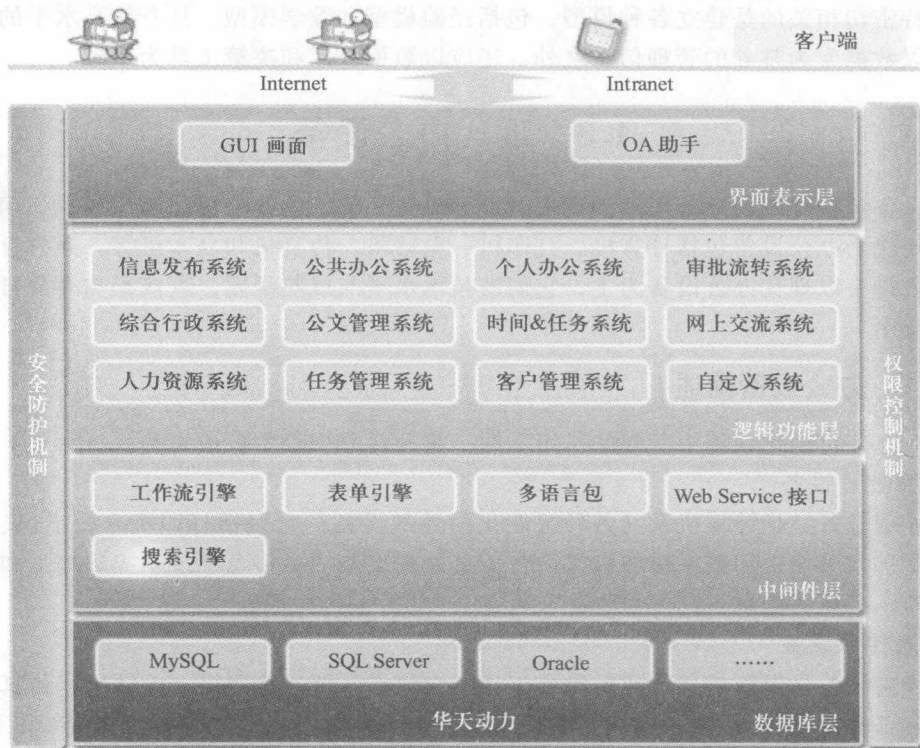 客户端
Internet
Intranet
GUI 画面
OA 助手
界面表示层
信息发布系统
公共办公系统
个人办公系统
审批流转系统
综合行政系统
公文管理系统
时间&任务系统
网上交流系统
人力资源系统
任务管理系统
客户管理系统
自定义系统
逻辑功能层
安全防护机制
权限控制机制
工作流引擎
表单引擎
多语言包
Web Service 接口
搜索引擎
中间件层
MySQL
SQL Server
Oracle
……
华天动力
数据库层